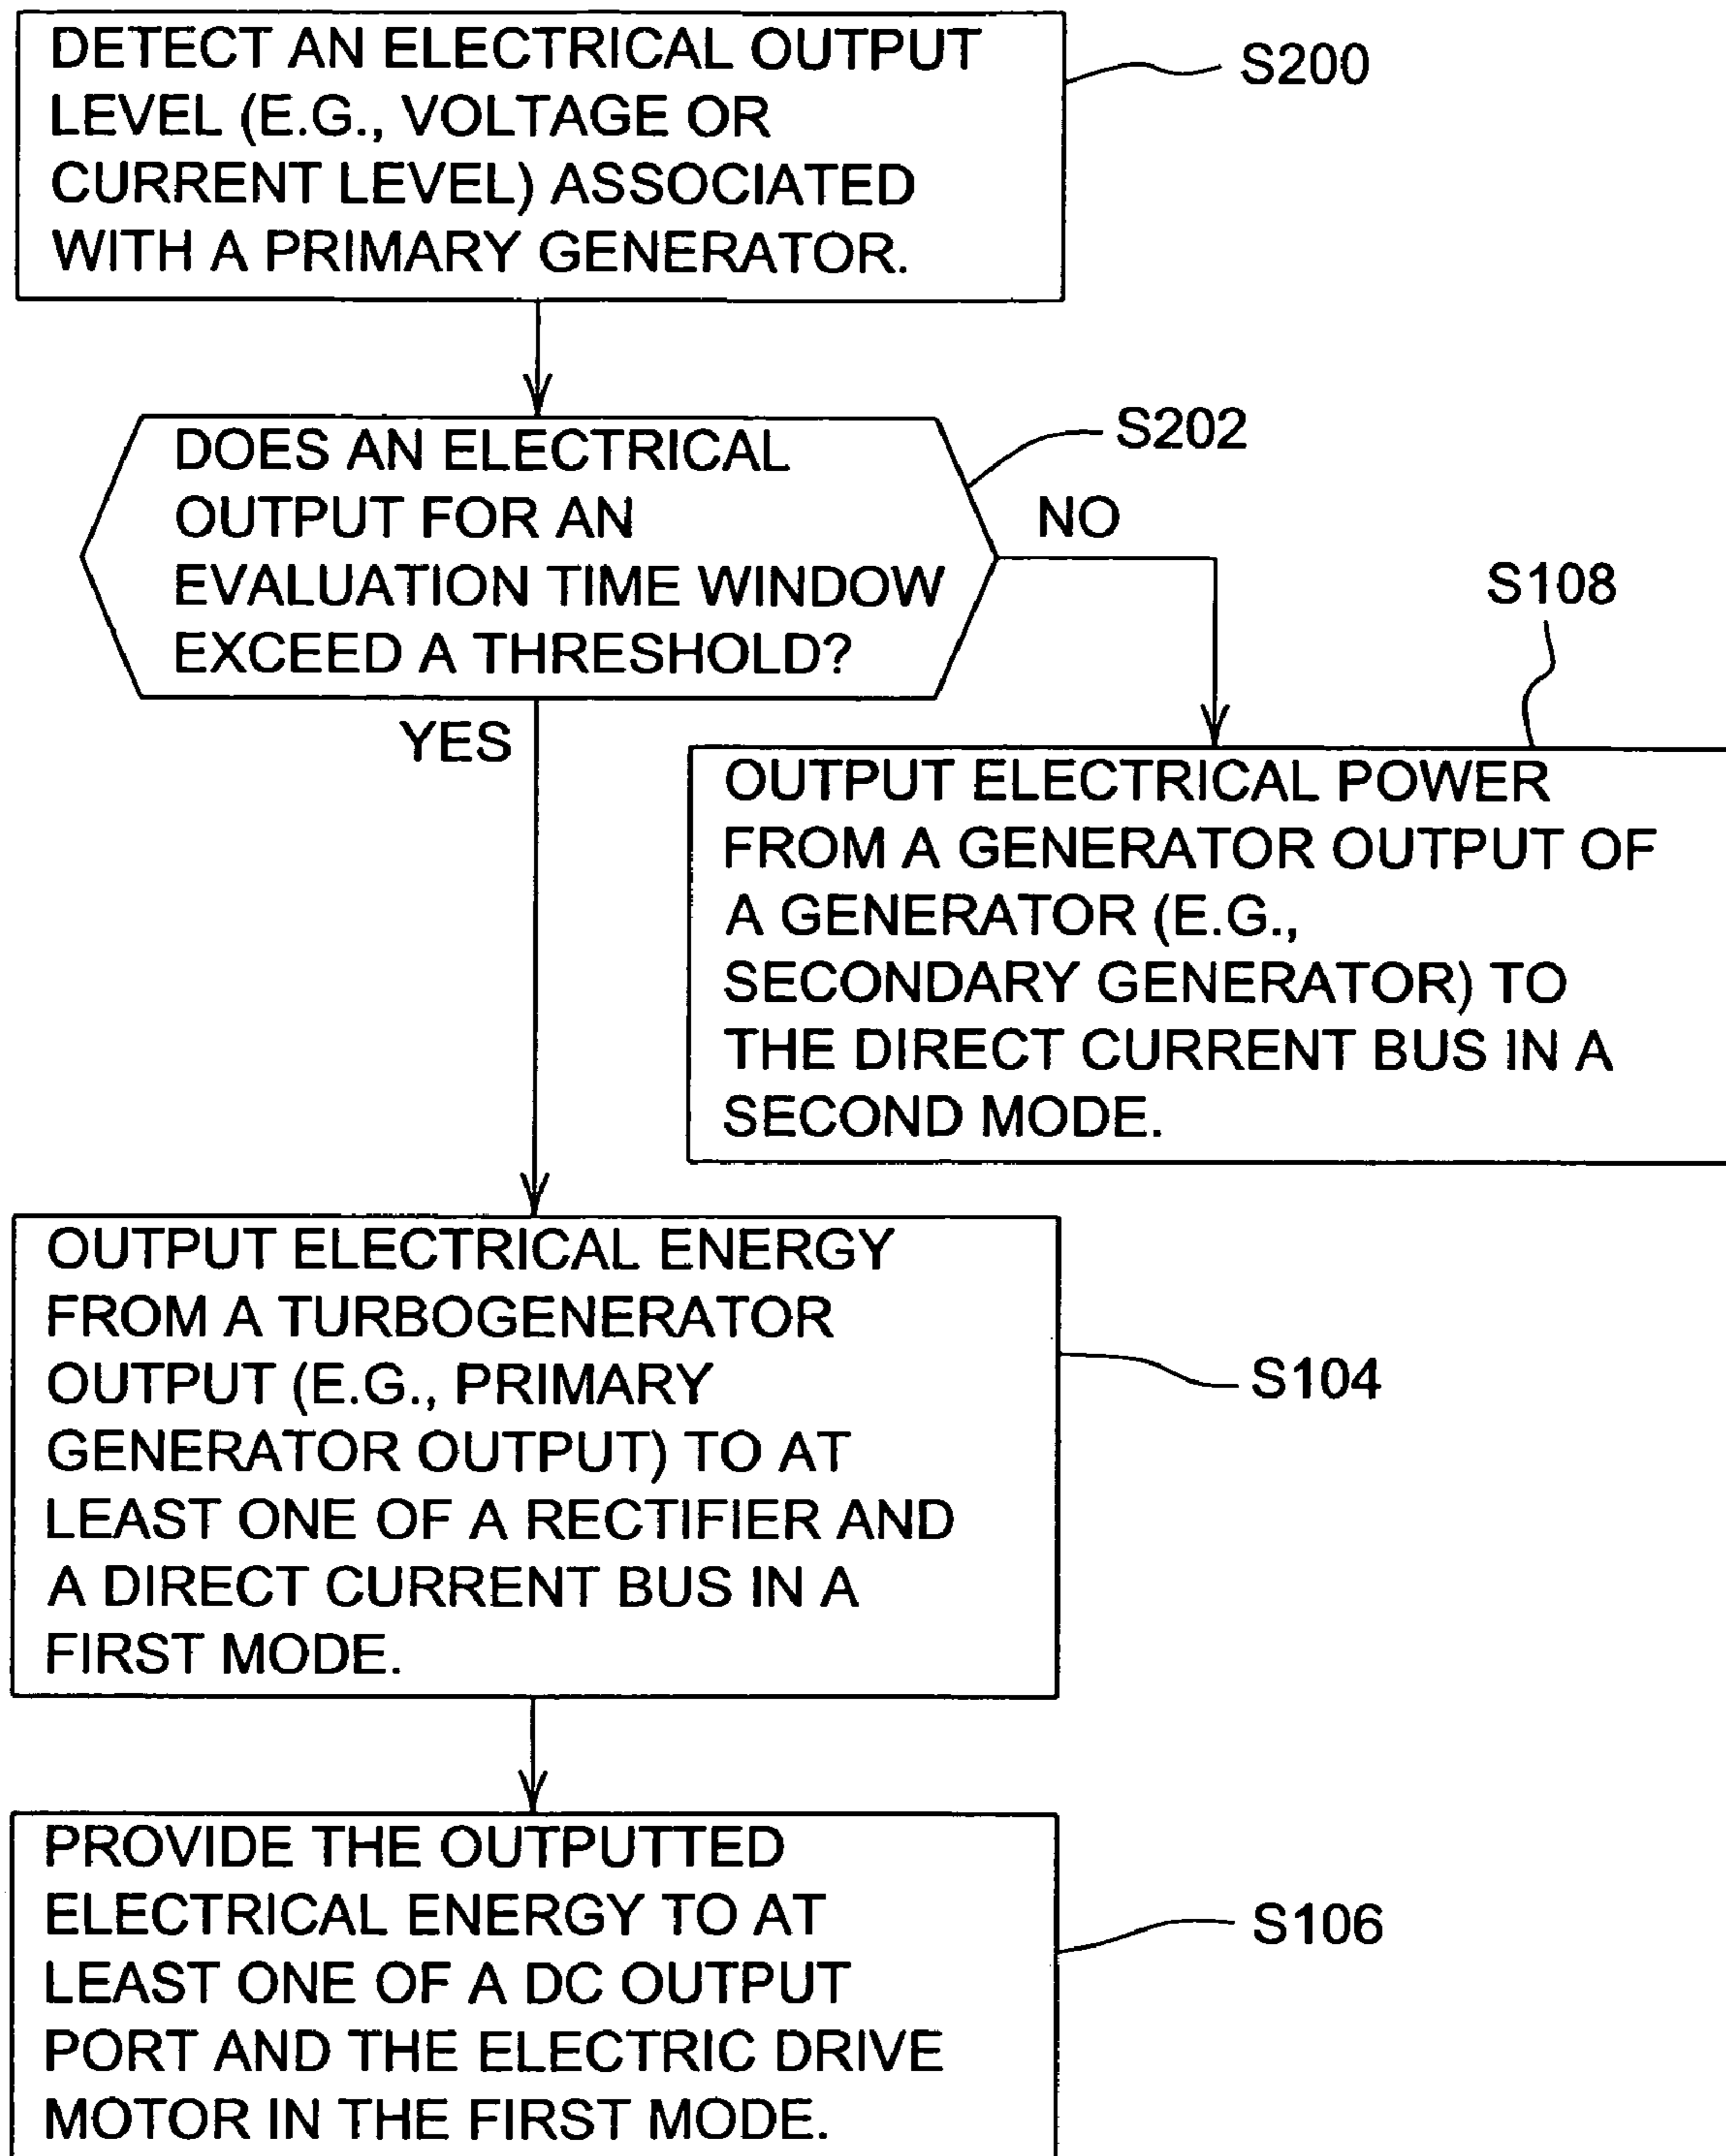 DETECT AN ELECTRICAL OUTPUT
LEVEL (E.G., VOLTAGE OR
CURRENT LEVEL) ASSOCIATED
WITH A PRIMARY GENERATOR.
S200
DOES AN ELECTRICAL
OUTPUT FOR AN
EVALUATION TIME WINDOW
EXCEED A THRESHOLD?
S202
NO
YES
S108
OUTPUT ELECTRICAL POWER
FROM A GENERATOR OUTPUT OF
A GENERATOR (E.G.,
SECONDARY GENERATOR) TO
THE DIRECT CURRENT BUS IN A
SECOND MODE.
OUTPUT ELECTRICAL ENERGY
FROM A TURBOGENERATOR
OUTPUT (E.G., PRIMARY
GENERATOR OUTPUT) TO AT
LEAST ONE OF A RECTIFIER AND
A DIRECT CURRENT BUS IN A
FIRST MODE.
S104
PROVIDE THE OUTPUTTED
ELECTRICAL ENERGY TO AT
LEAST ONE OF A DC OUTPUT
PORT AND THE ELECTRIC DRIVE
MOTOR IN THE FIRST MODE.
S106